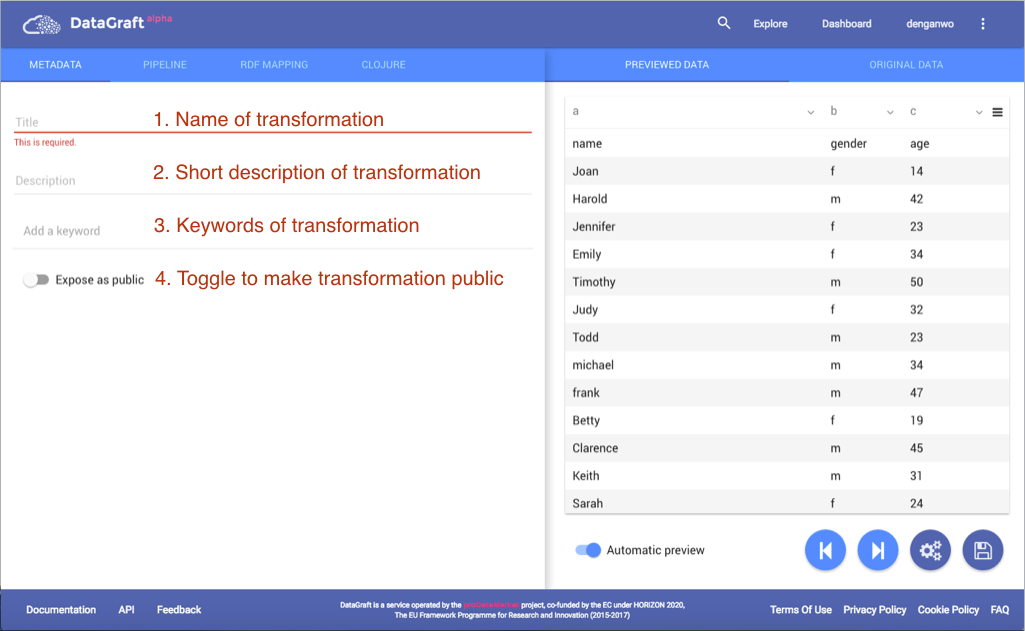 DataGraft alpha
Explore
Dashboard
denganwo
METADATA
PIPELINE
RDF MAPPING
CLOJURE
PREVIEWED DATA
ORIGINAL DATA
Title
1. Name of transformation
This is required.
Description
2. Short description of transformation
Add a keyword
3. Keywords of transformation
Expose as public
4. Toggle to make transformation public
a b c
name gender age
Joan f 14
Harold m 42
Jennifer f 23
Emily f 34
Timothy m 50
Judy f 32
Todd m 23
michael m 34
frank m 47
Betty f 19
Clarence m 45
Keith m 31
Sarah f 24
Automatic preview
Documentation
API
Feedback
DataGraft is a service operated by the proDataMarket project, co-funded by the EC under HORIZON 2020,
The EU Framework Programme for Research and Innovation (2015-2017)
Terms Of Use
Privacy Policy
Cookie Policy
FAQ